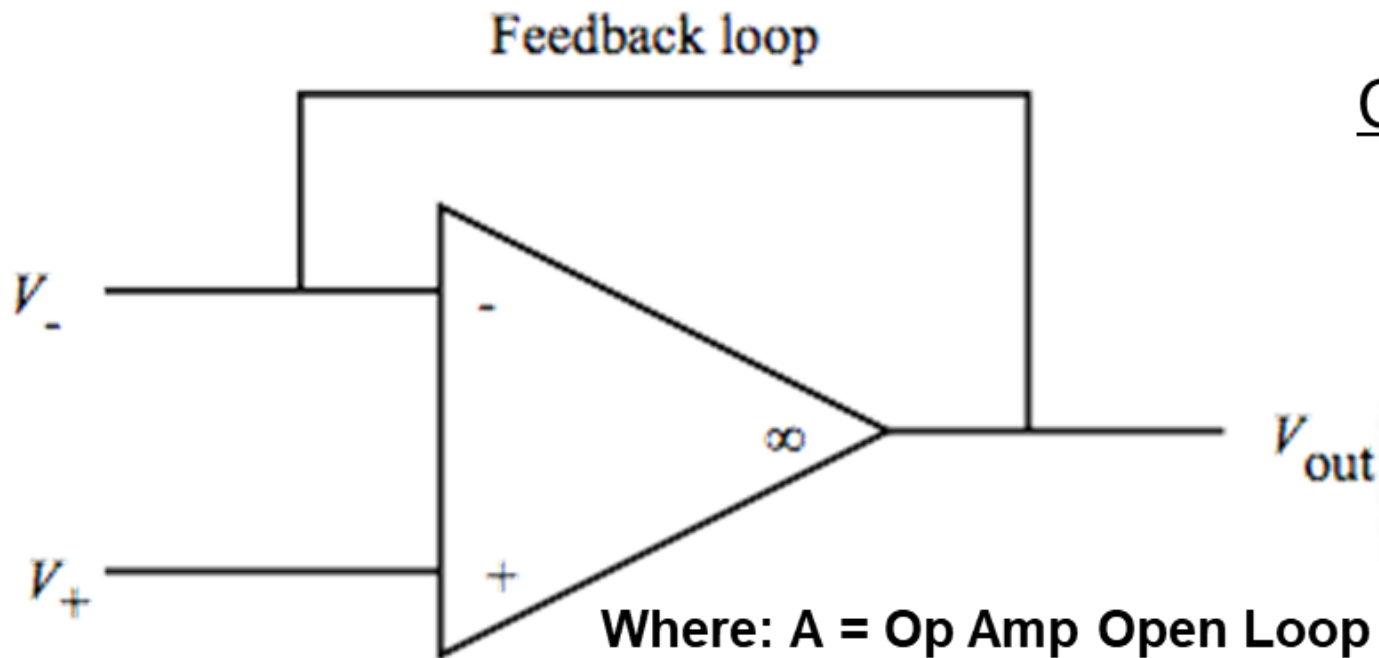 Feedback loop
V-
-
∞
Vout
V+
+
Where: A = Op Amp Open Loop